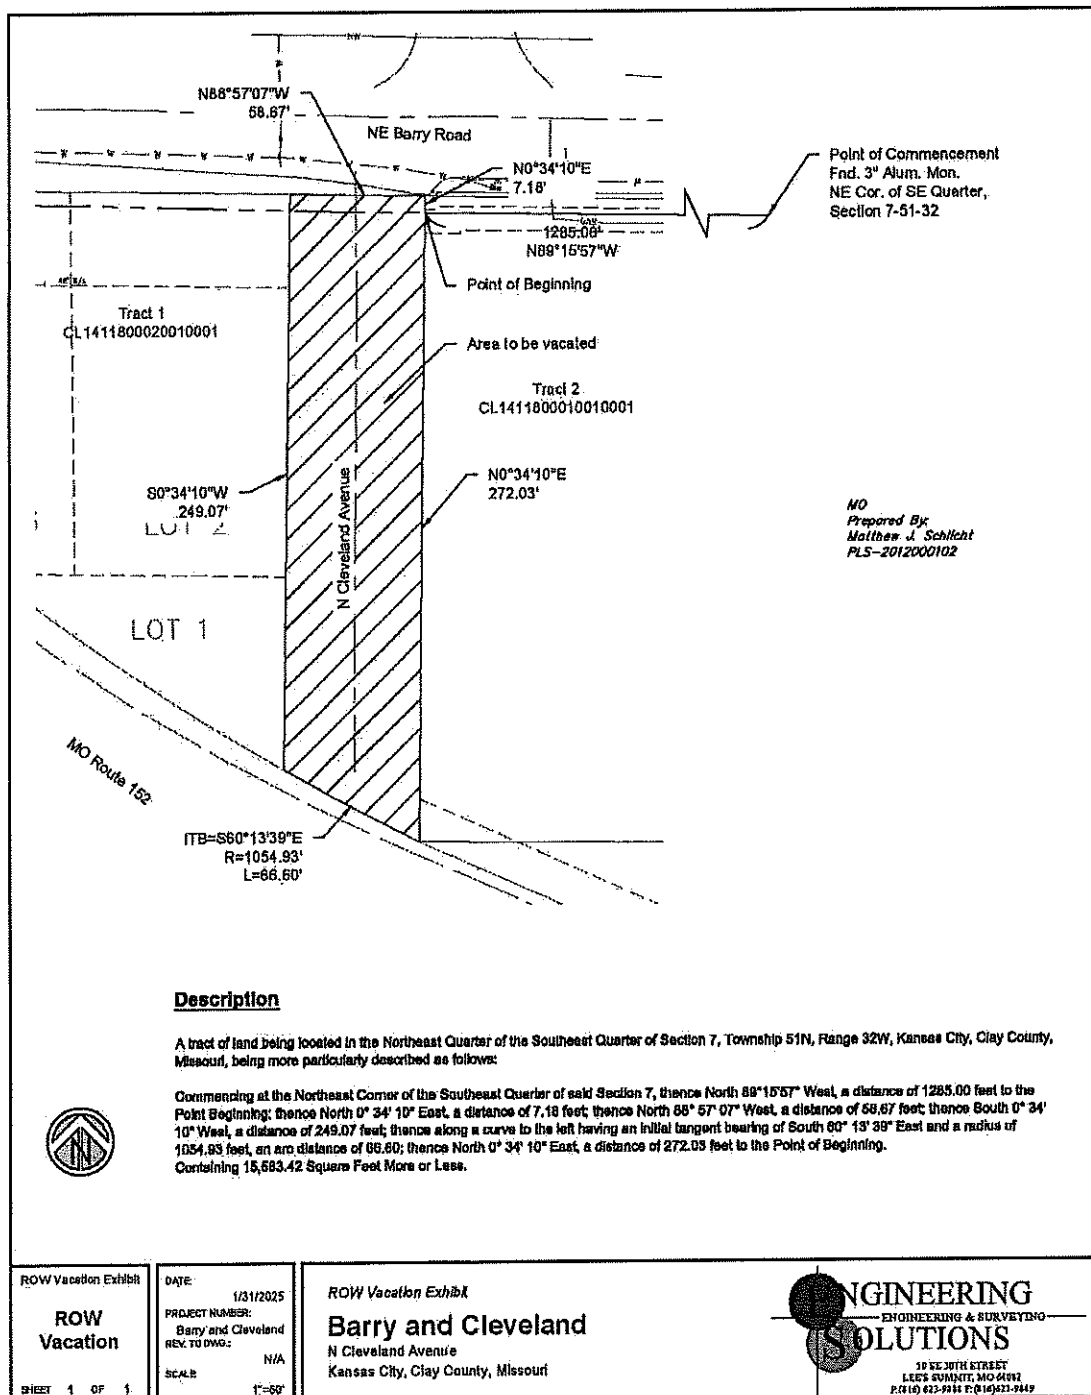 N88°57'07"W
58.67'
NE Barry Road
N0°34'10"E
7.18'
Point of Commencement
Fnd. 3" Alum. Mon.
NE Cor. of SE Quarter,
Section 7-51-32
1285.00'
N89°15'57"W
Point of Beginning
Tract 1
CL1411800020010001
Area to be vacated
Tract 2
CL1411800010010001
S0°34'10"W
249.07'
N0°34'10"E
272.03'
LOT 2
N Cleveland Avenue
MO
Prepared By:
Matthew J. Schlicht
PLS-2012000102
LOT 1
MO Route 152
ITB=S60°13'39"E
R=1054.93'
L=66.60'
Description
A tract of land being located in the Northeast Quarter of the Southeast Quarter of Section 7, Township 51N, Range 32W, Kansas City, Clay County,
Missouri, being more particularly described as follows:
Commencing at the Northeast Corner of the Southeast Quarter of said Section 7, thence North 89°15'57" West, a distance of 1285.00 feet to the
Point Beginning; thence North 0° 34' 10" East, a distance of 7.18 feet; thence North 88° 57' 07" West, a distance of 58.67 feet; thence South 0° 34'
10" West, a distance of 249.07 feet; thence along a curve to the left having an initial tangent bearing of South 60° 13' 39" East and a radius of
1054.93 feet, an arc distance of 66.60; thence North 0° 34' 10" East, a distance of 272.03 feet to the Point of Beginning.
Containing 15,583.42 Square Feet More or Less.
N
ROW Vacation Exhibit
ROW
Vacation
SHEET 1 OF 1
DATE:
1/31/2025
PROJECT NUMBER:
Barry and Cleveland
REV. TO DWG.:
N/A
SCALE
1"=50'
ROW Vacation Exhibit
Barry and Cleveland
N Cleveland Avenue
Kansas City, Clay County, Missouri
ENGINEERING
ENGINEERING & SURVEYING
SOLUTIONS
50 SE 30TH STREET
LEE'S SUMMIT, MO 64082
P:(816) 623-9888 F:(816)623-9849